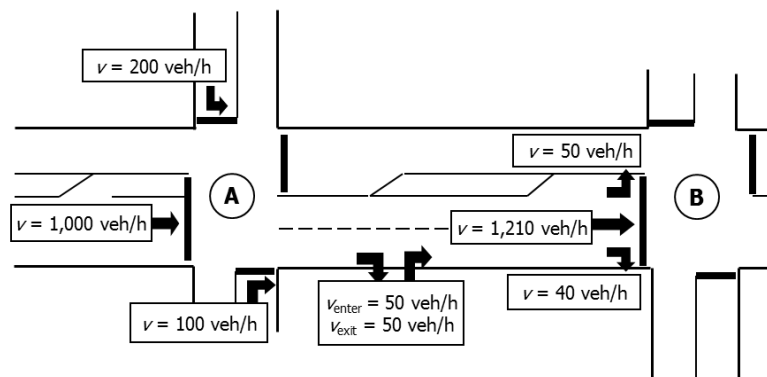 v = 200 veh/h
v = 50 veh/h
A
B
v = 1,000 veh/h
v = 1,210 veh/h
v = 100 veh/h
venter = 50 veh/h
vexit = 50 veh/h
v = 40 veh/h